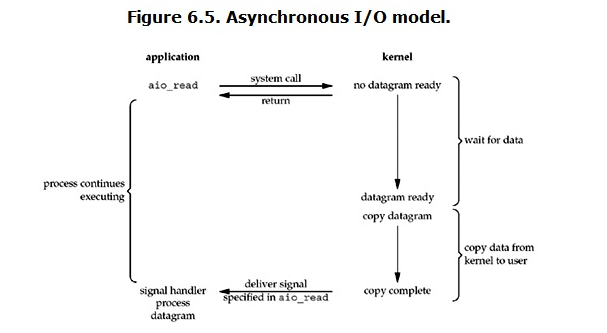 Figure 6.5. Asynchronous I/O model.
application
kernel
aio_read
system call
return
no datagram ready
wait for data
process continues
executing
datagram ready
copy datagram
copy data from
kernel to user
signal handler
process
datagram
deliver signal
specified in aio_read
copy complete